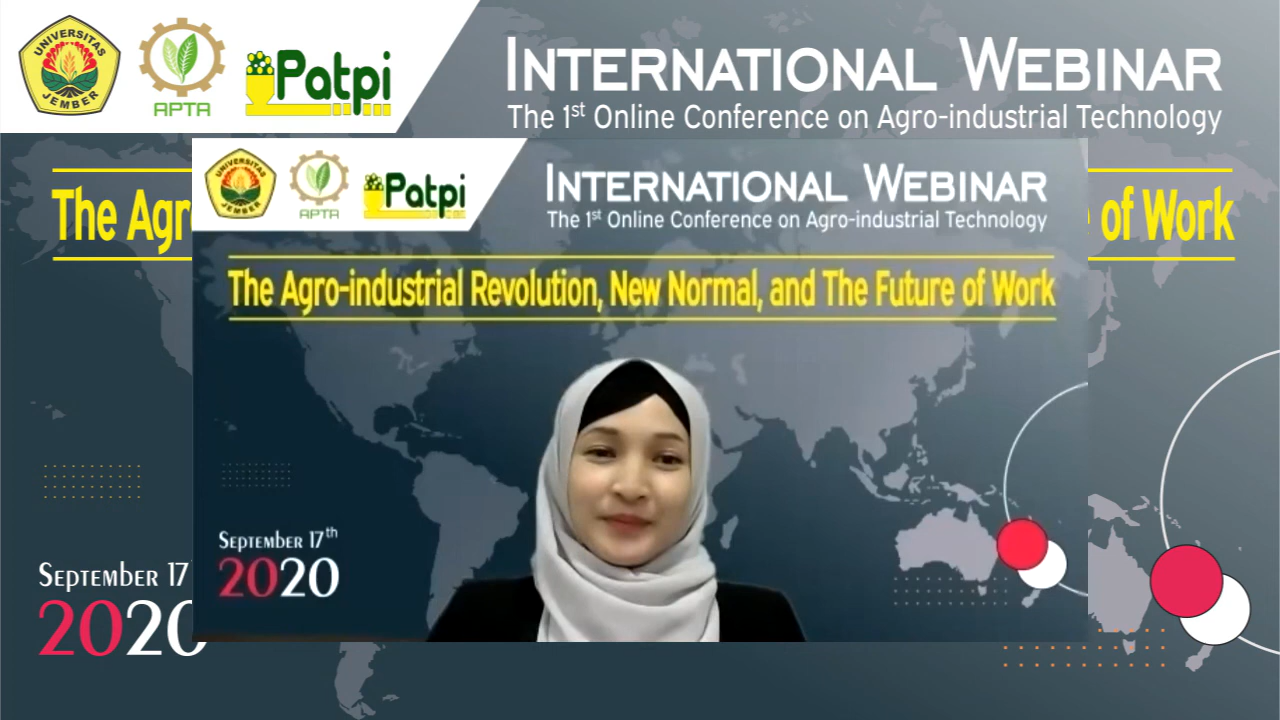 UNIVERSITAS
JEMBER
APTA
Patpi
INTERNATIONAL WEBINAR
The 1st Online Conference on Agro-industrial Technology
The Agr
e of Work
UNIVERSITAS
JEMBER
APTA
Patpi
INTERNATIONAL WEBINAR
The 1st Online Conference on Agro-industrial Technology
The Agro-industrial Revolution, New Normal, and The Future of Work
SEPTEMBER 17th
2020
SEPTEMBER 17
2020